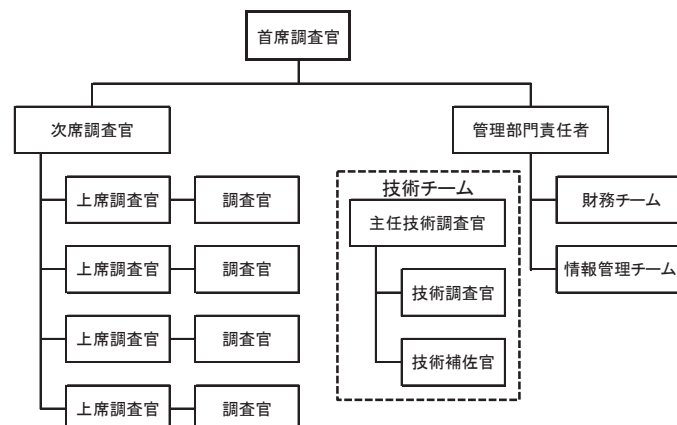 首席調査官
次席調査官
管理部門責任者
上席調査官
調査官
上席調査官
調査官
上席調査官
調査官
上席調査官
調査官
技術チーム
主任技術調査官
技術調査官
技術補佐官
財務チーム
情報管理チーム